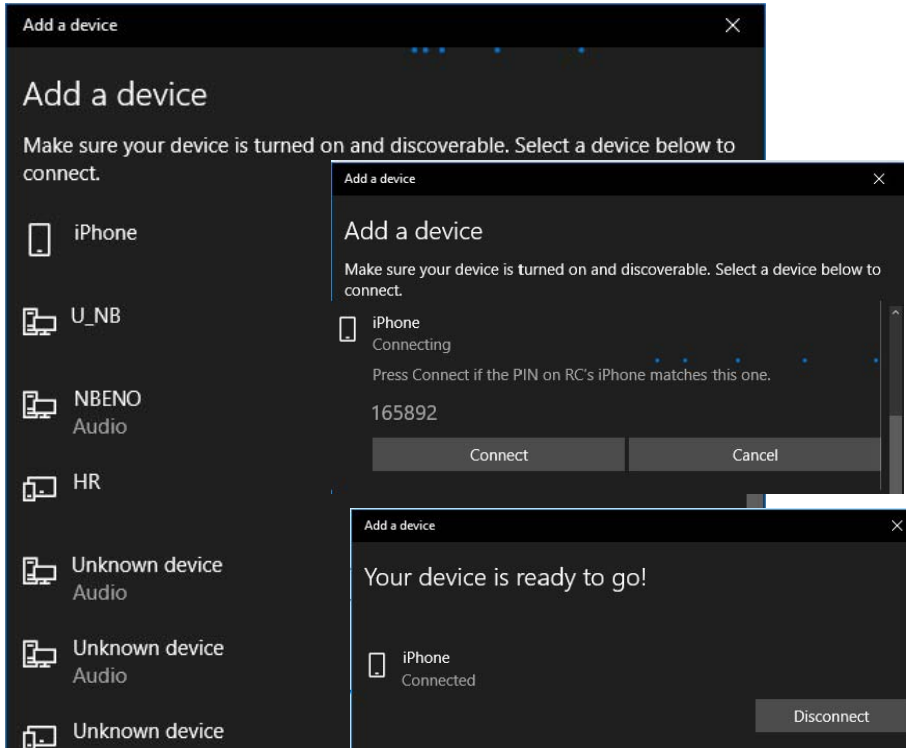 Add a device
Add a device
Make sure your device is turned on and discoverable. Select a device below to
connect.
iPhone
U_NB
NBENO
Audio
HR
Unknown device
Audio
Unknown device
Audio
Unknown device
Add a device
Add a device
Make sure your device is turned on and discoverable. Select a device below to
connect.
iPhone
Connecting
Press Connect if the PIN on RC's iPhone matches this one.
165892
Connect Cancel
Add a device
Your device is ready to go!
iPhone
Connected
Disconnect